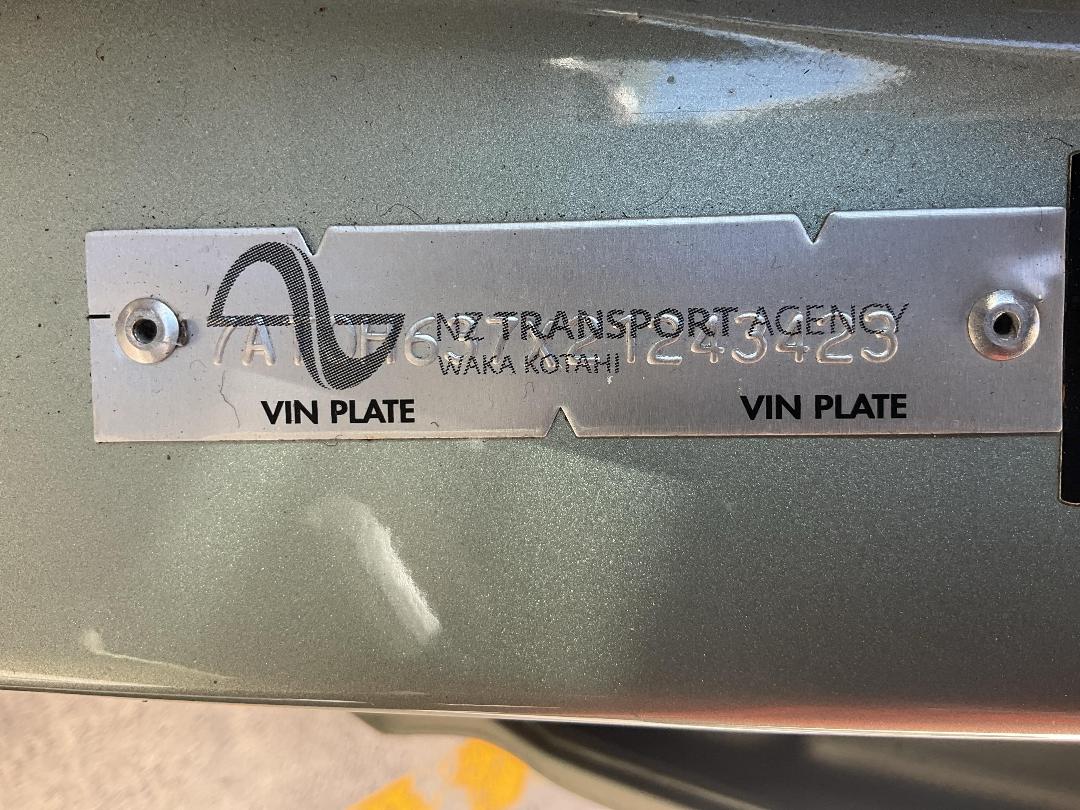 NZ TRANSPORT AGENCY
WAKA KOTAHI
VIN PLATE VIN PLATE